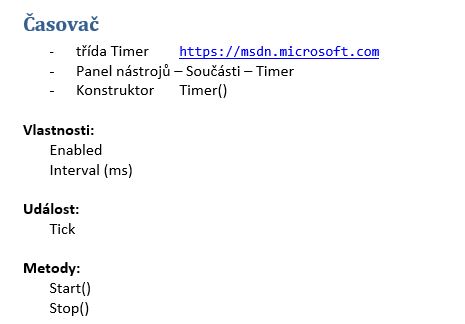 Časovač
- třída Timer https://msdn.microsoft.com
- Panel nástrojů – Součásti – Timer
- Konstruktor Timer()
Vlastnosti:
Enabled
Interval (ms)
Událost:
Tick
Metody:
Start()
Stop()